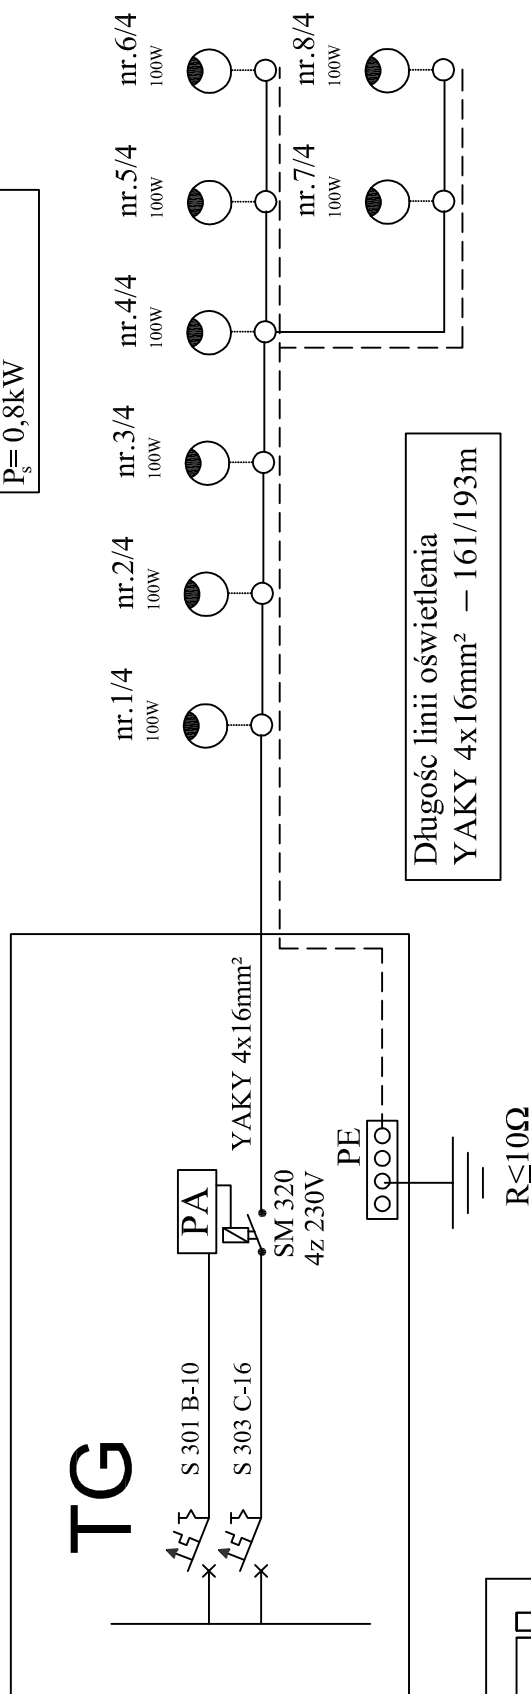 TG
S 301 B-10
S 303 C-16
PA
SM 320
4z 230V
YAKY 4x16mm²
PE
R≤10Ω
nr.1/4
100W
nr.2/4
100W
nr.3/4
100W
nr.4/4
100W
nr.5/4
100W
nr.6/4
100W
nr.7/4
100W
nr.8/4
100W
Ps= 0,8kW
Długośc linii oświetlenia
YAKY 4x16mm² – 161/193m